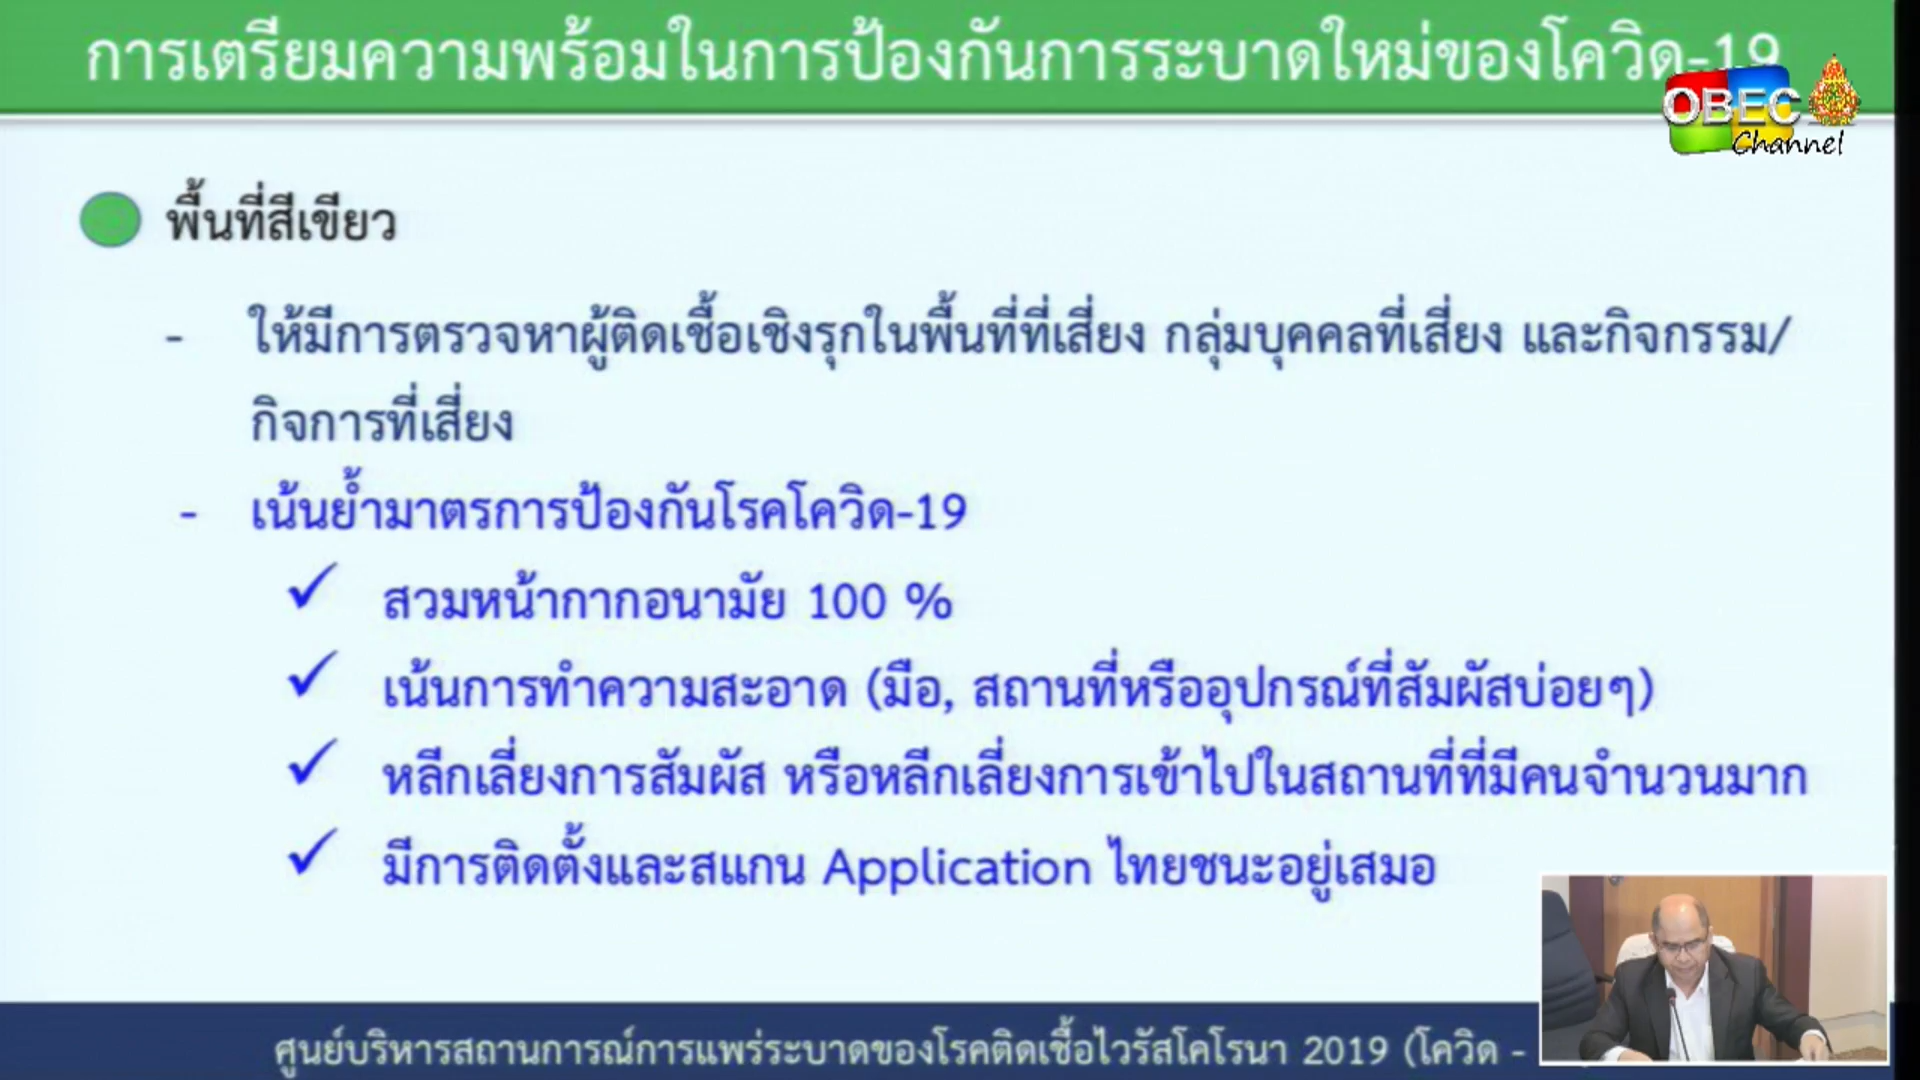 การเตรียมความพร้อมในการป้องกันการระบาดใหม่ของโควิด-19
OBEC
Channel
พื้นที่สีเขียว
- ให้มีการตรวจหาผู้ติดเชื้อเชิงรุกในพื้นที่ที่เสี่ยง กลุ่มบุคคลที่เสี่ยง และกิจกรรม/
กิจการที่เสี่ยง
- เน้นย้ำมาตรการป้องกันโรคโควิด-19
✓ สวมหน้ากากอนามัย 100 %
✓ เน้นการทำความสะอาด (มือ, สถานที่หรืออุปกรณ์ที่สัมผัสบ่อยๆ)
✓ หลีกเลี่ยงการสัมผัส หรือหลีกเลี่ยงการเข้าไปในสถานที่ที่มีคนจำนวนมาก
✓ มีการติดตั้งและสแกน Application ไทยชนะอยู่เสมอ
ศูนย์บริหารสถานการณ์การแพร่ระบาดของโรคติดเชื้อไวรัสโคโรนา 2019 (โควิด -